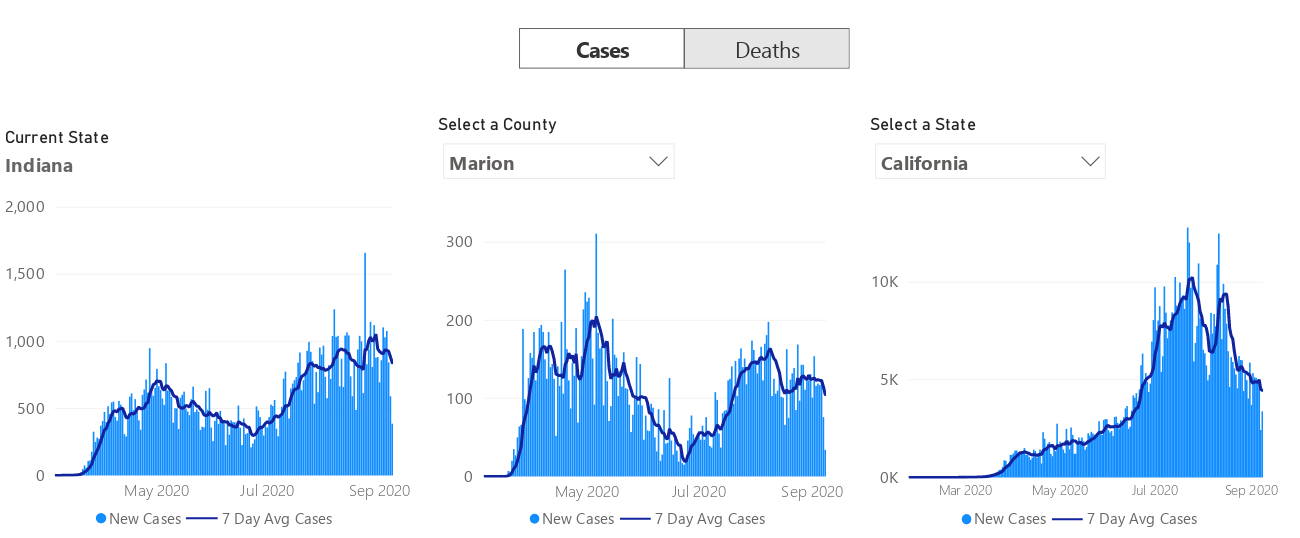 Cases Deaths
Current State
Indiana
2,000
1,500
1,000
500
0
May 2020 Jul 2020 Sep 2020
New Cases 7 Day Avg Cases
Select a County
Marion
300
200
100
0
May 2020 Jul 2020 Sep 2020
New Cases 7 Day Avg Cases
Select a State
California
10K
5K
0K
Mar 2020 May 2020 Jul 2020 Sep 2020
New Cases 7 Day Avg Cases